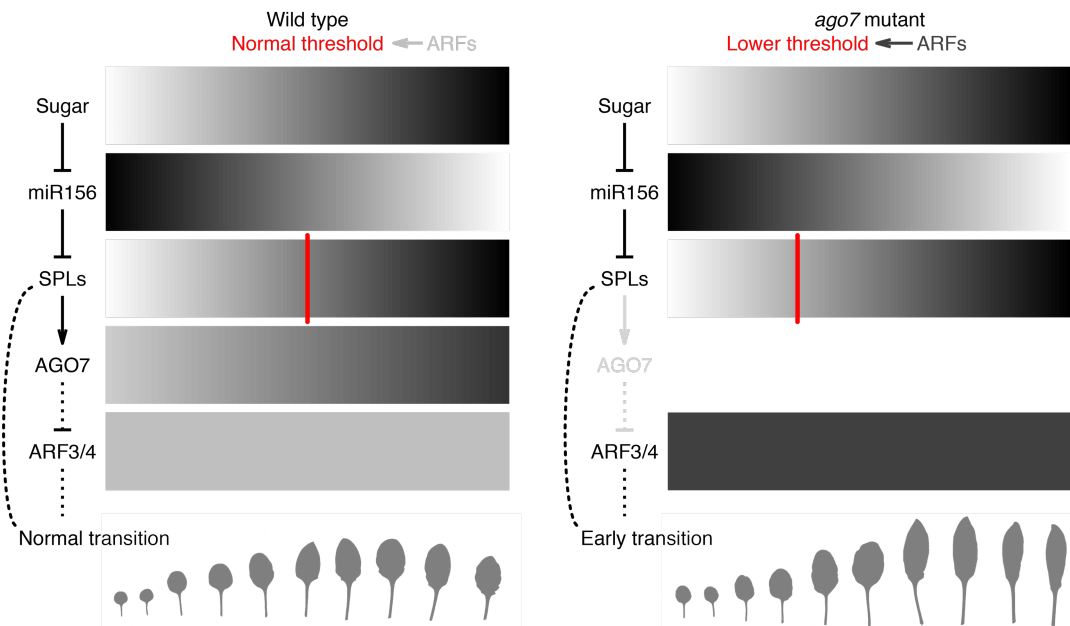 Wild type
Normal threshold ARFs
Sugar
miR156
SPLs
AGO7
ARF3/4
Normal transition
ago7 mutant
Lower threshold ARFs
Sugar
miR156
SPLs
AGO7
ARF3/4
Early transition